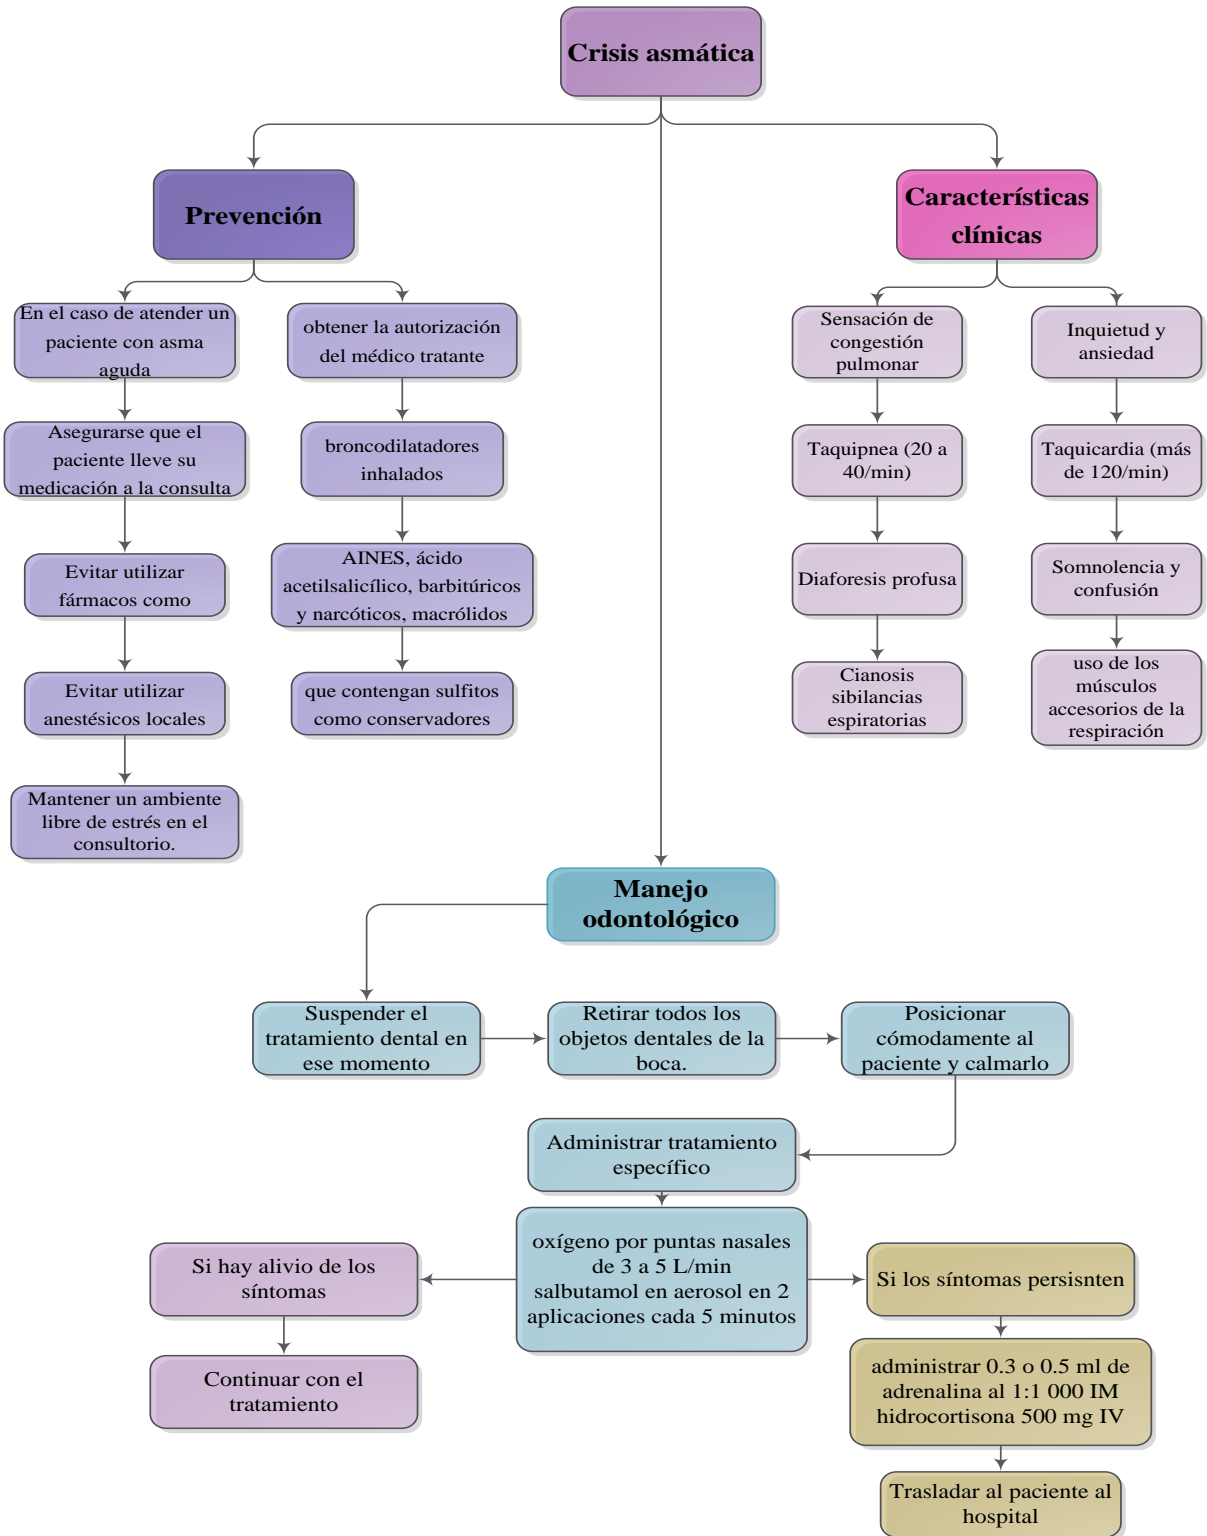 Crisis asmática
Prevención
Características
clínicas
En el caso de atender un
paciente con asma
aguda
obtener la autorización
del médico tratante
Asegurarse que el
paciente lleve su
medicación a la consulta
broncodilatadores
inhalados
Evitar utilizar
fármacos como
AINES, ácido
acetilsalicílico, barbitúricos
y narcóticos, macrólidos
Evitar utilizar
anestésicos locales
que contengan sulfitos
como conservadores
Mantener un ambiente
libre de estrés en el
consultorio.
Sensación de
congestión
pulmonar
Inquietud y
ansiedad
Taquipnea (20 a
40/min)
Taquicardia (más
de 120/min)
Diaforesis profusa
Somnolencia y
confusión
Cianosis
sibilancias
espiratorias
uso de los
músculos
accesorios de la
respiración
Manejo
odontológico
Suspender el
tratamiento dental en
ese momento
Retirar todos los
objetos dentales de la
boca.
Posicionar
cómodamente al
paciente y calmarlo
Administrar tratamiento
específico
oxígeno por puntas nasales
de 3 a 5 L/min
salbutamol en aerosol en 2
aplicaciones cada 5 minutos
Si hay alivio de los
síntomas
Continuar con el
tratamiento
Si los síntomas persisnten
administrar 0.3 o 0.5 ml de
adrenalina al 1:1 000 IM
hidrocortisona 500 mg IV
Trasladar al paciente al
hospital